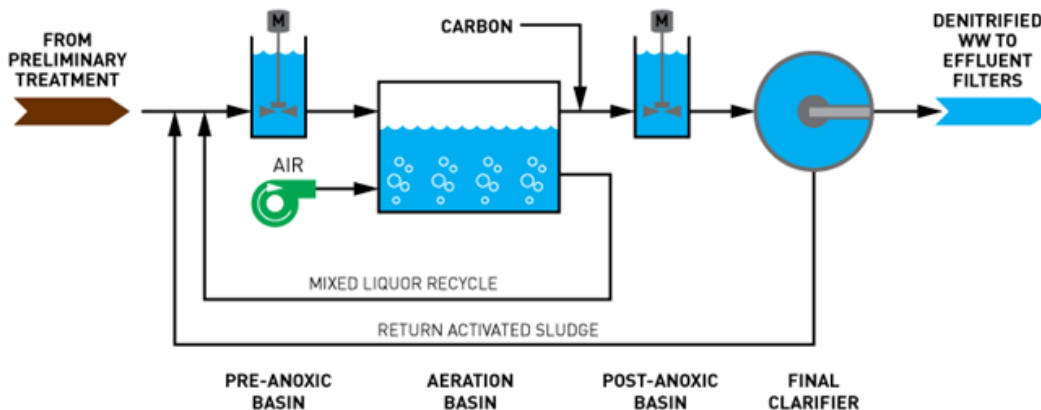 FROM
PRELIMINARY
TREATMENT
M
CARBON
M
DENITRIFIED
WW TO
EFFLUENT
FILTERS
AIR
MIXED LIQUOR RECYCLE
RETURN ACTIVATED SLUDGE
PRE-ANOXIC
BASIN
AERATION
BASIN
POST-ANOXIC
BASIN
FINAL
CLARIFIER